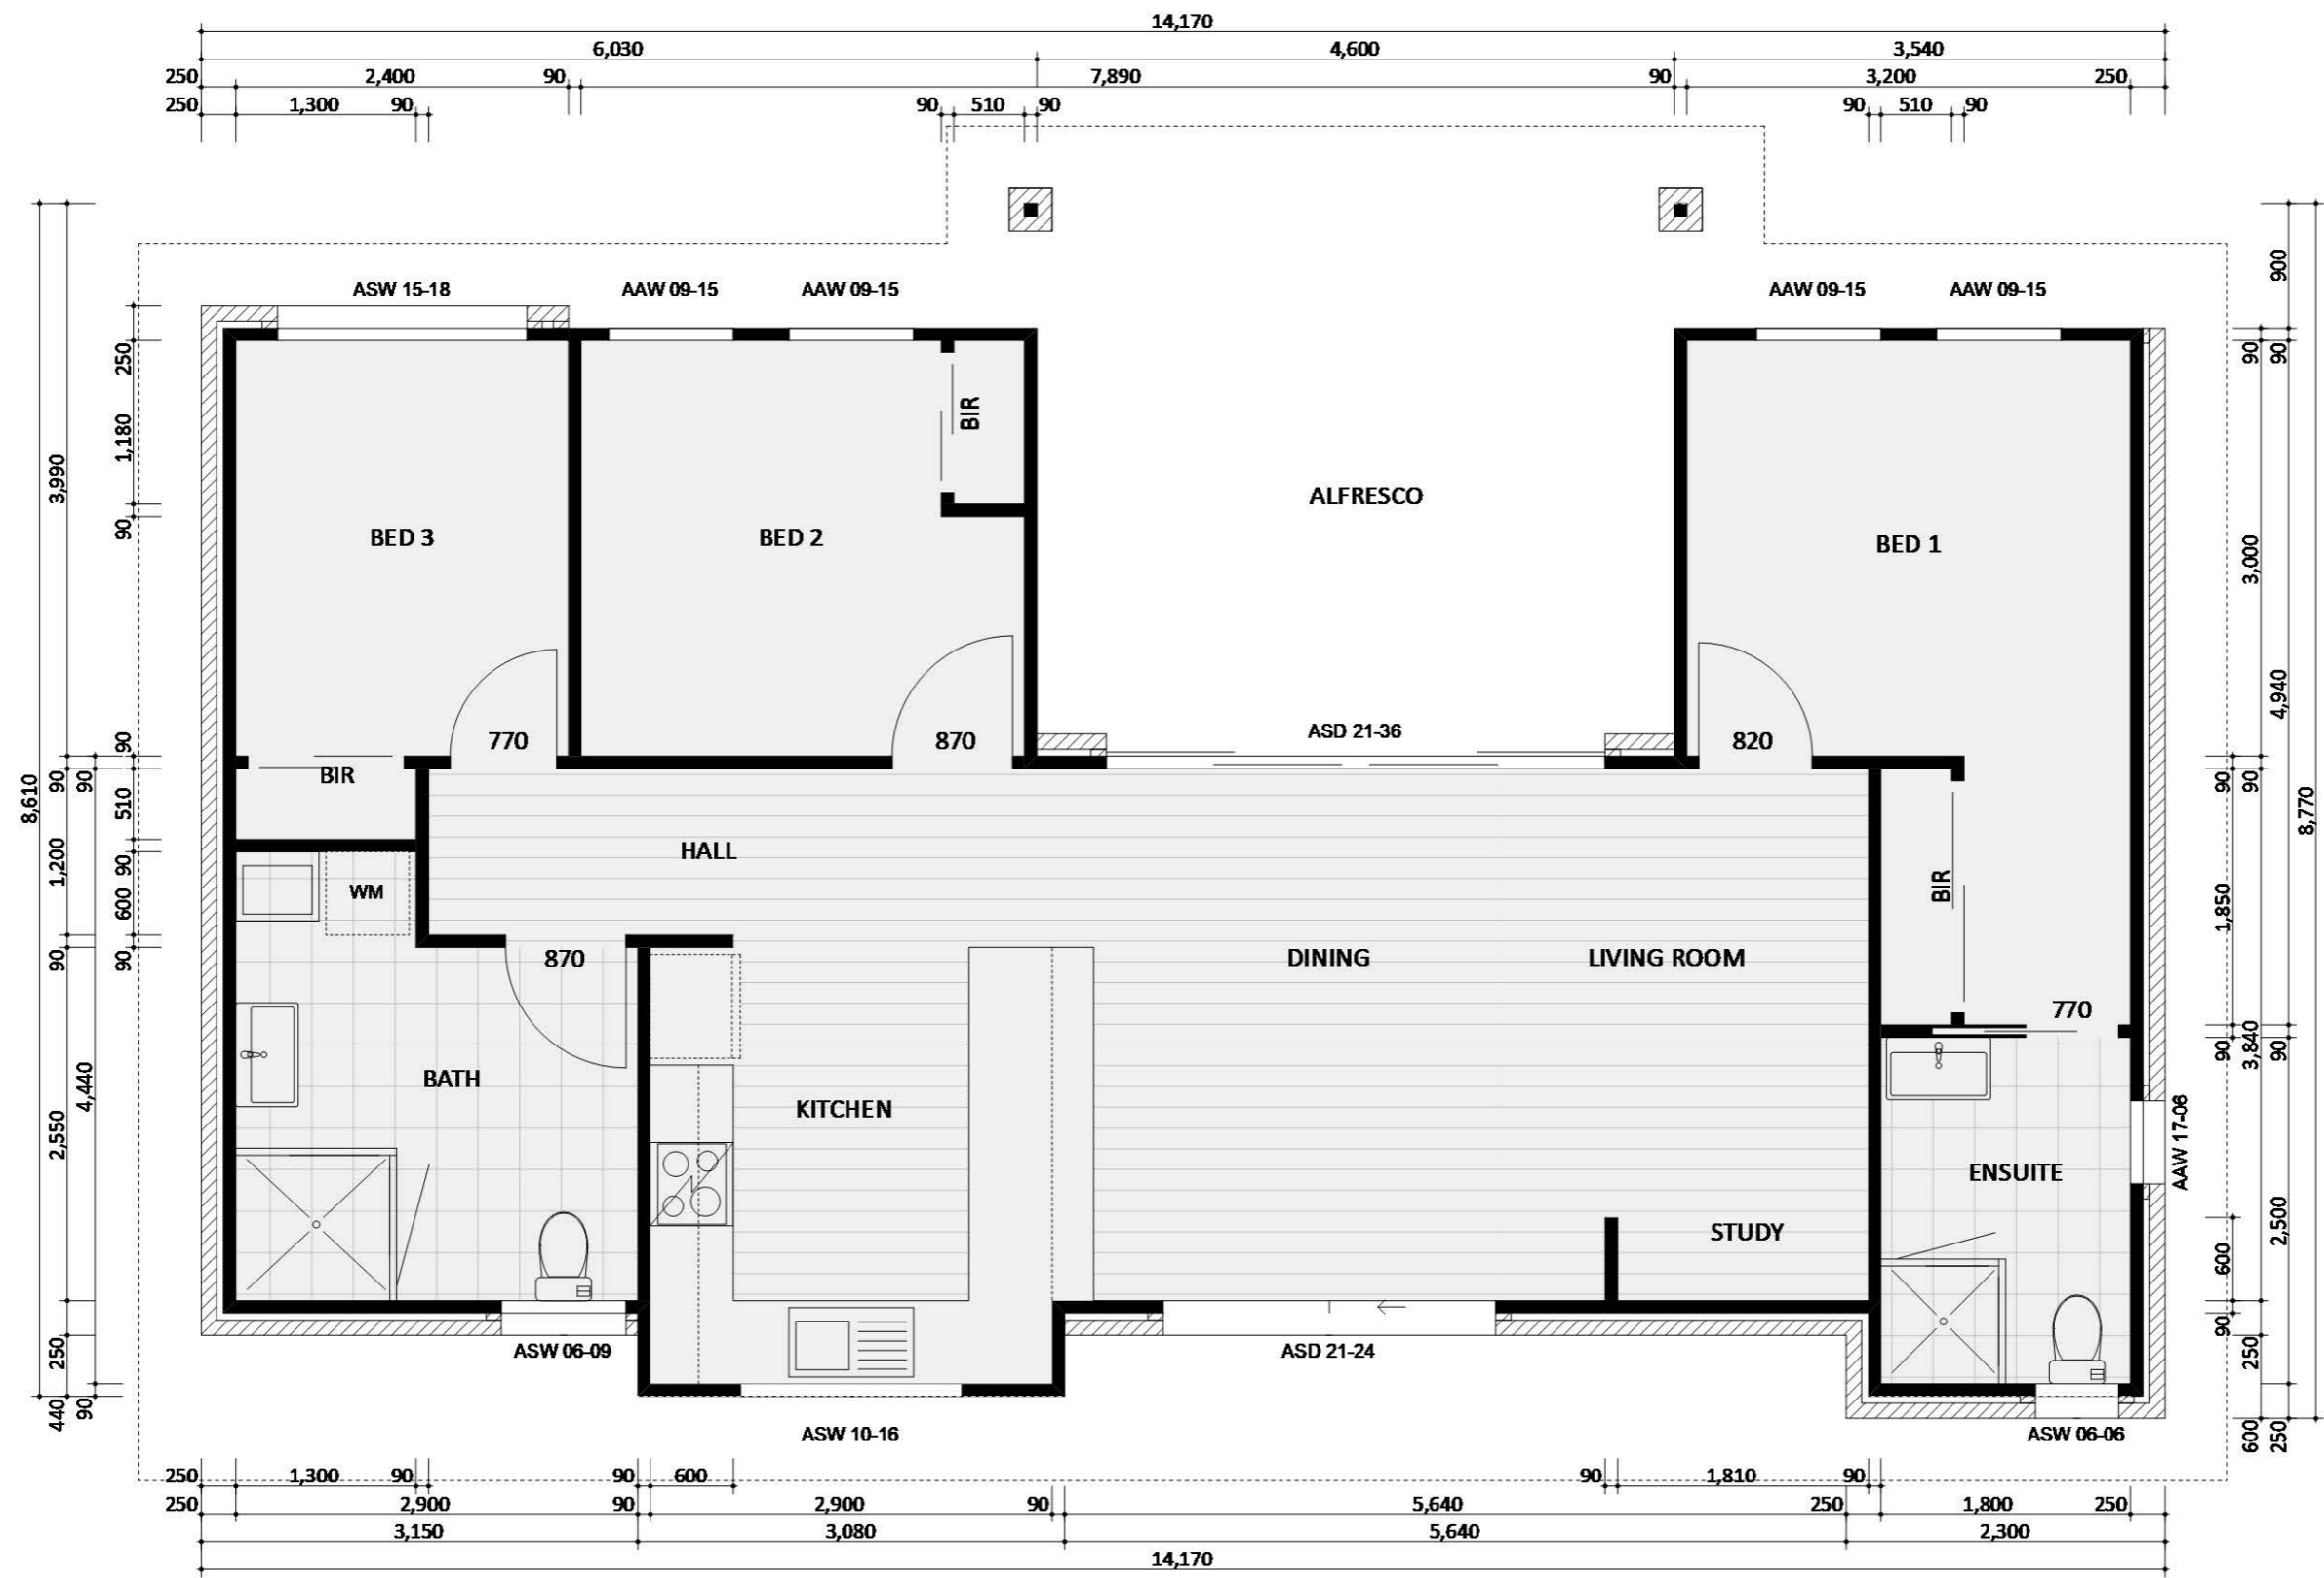 14,170
6,030 4,600 3,540
250 2,400 90 7,890 90 3,200 250
250 1,300 90 90 510 90 90 510 90
ASW 15-18 AAW 09-15 AAW 09-15 AAW 09-15 AAW 09-15
900
250
90 90
BIR
1,180
3,990
ALFRESCO
90
BED 3 BED 2 BED 1
3,000
4,940
90
770 870 ASD 21-36 820
BIR
90 90 90 90
8,610
510
8,770
HALL
1,200 90
WM
600
BIR
1,850
90 90
870
DINING LIVING ROOM
770
90 3,840 90
BATH
4,440
KITCHEN
2,550
AAW 17-06
ENSUITE
STUDY
2,500
600
90
250
250
ASW 06-09 ASD 21-24
440 90
ASW 10-16 ASW 06-06
600 250
250 1,300 90 90 600 90 1,810 90
250 2,900 90 2,900 90 5,640 250 1,800 250
3,150 3,080 5,640 2,300
14,170